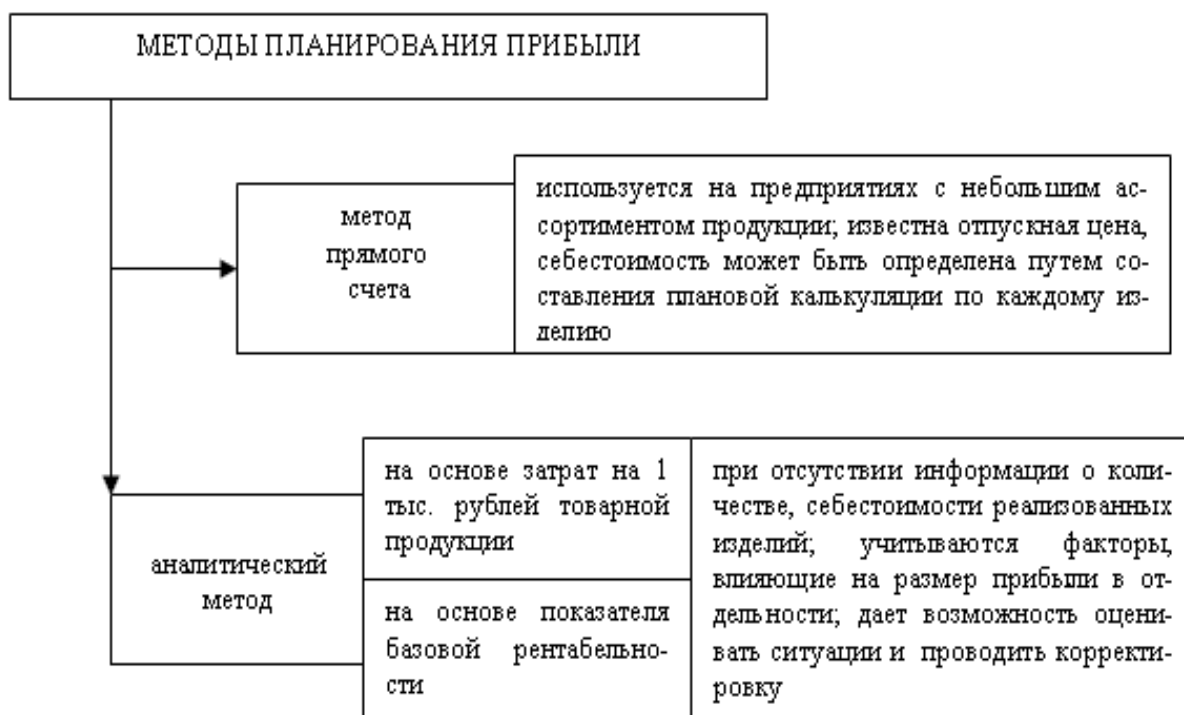 МЕТОДЫ ПЛАНИРОВАНИЯ ПРИБЫЛИ
метод
прямого
счета
используется на предприятиях с небольшим ас-
сортиментом продукции; известна отпускная цена,
себестоимость может быть определена путем со-
ставления плановой калькуляции по каждому из-
делию
аналитический
метод
на основе затрат на 1
тыс. рублей товарной
продукции
на основе показателя
базовой рентабельно-
сти
при отсутствии информации о коли-
честве, себестоимости реализованных
изделий; учитываются факторы,
влияющие на размер прибыли в от-
дельности; дает возможность оцени-
вать ситуации и проводить корректи-
ровку